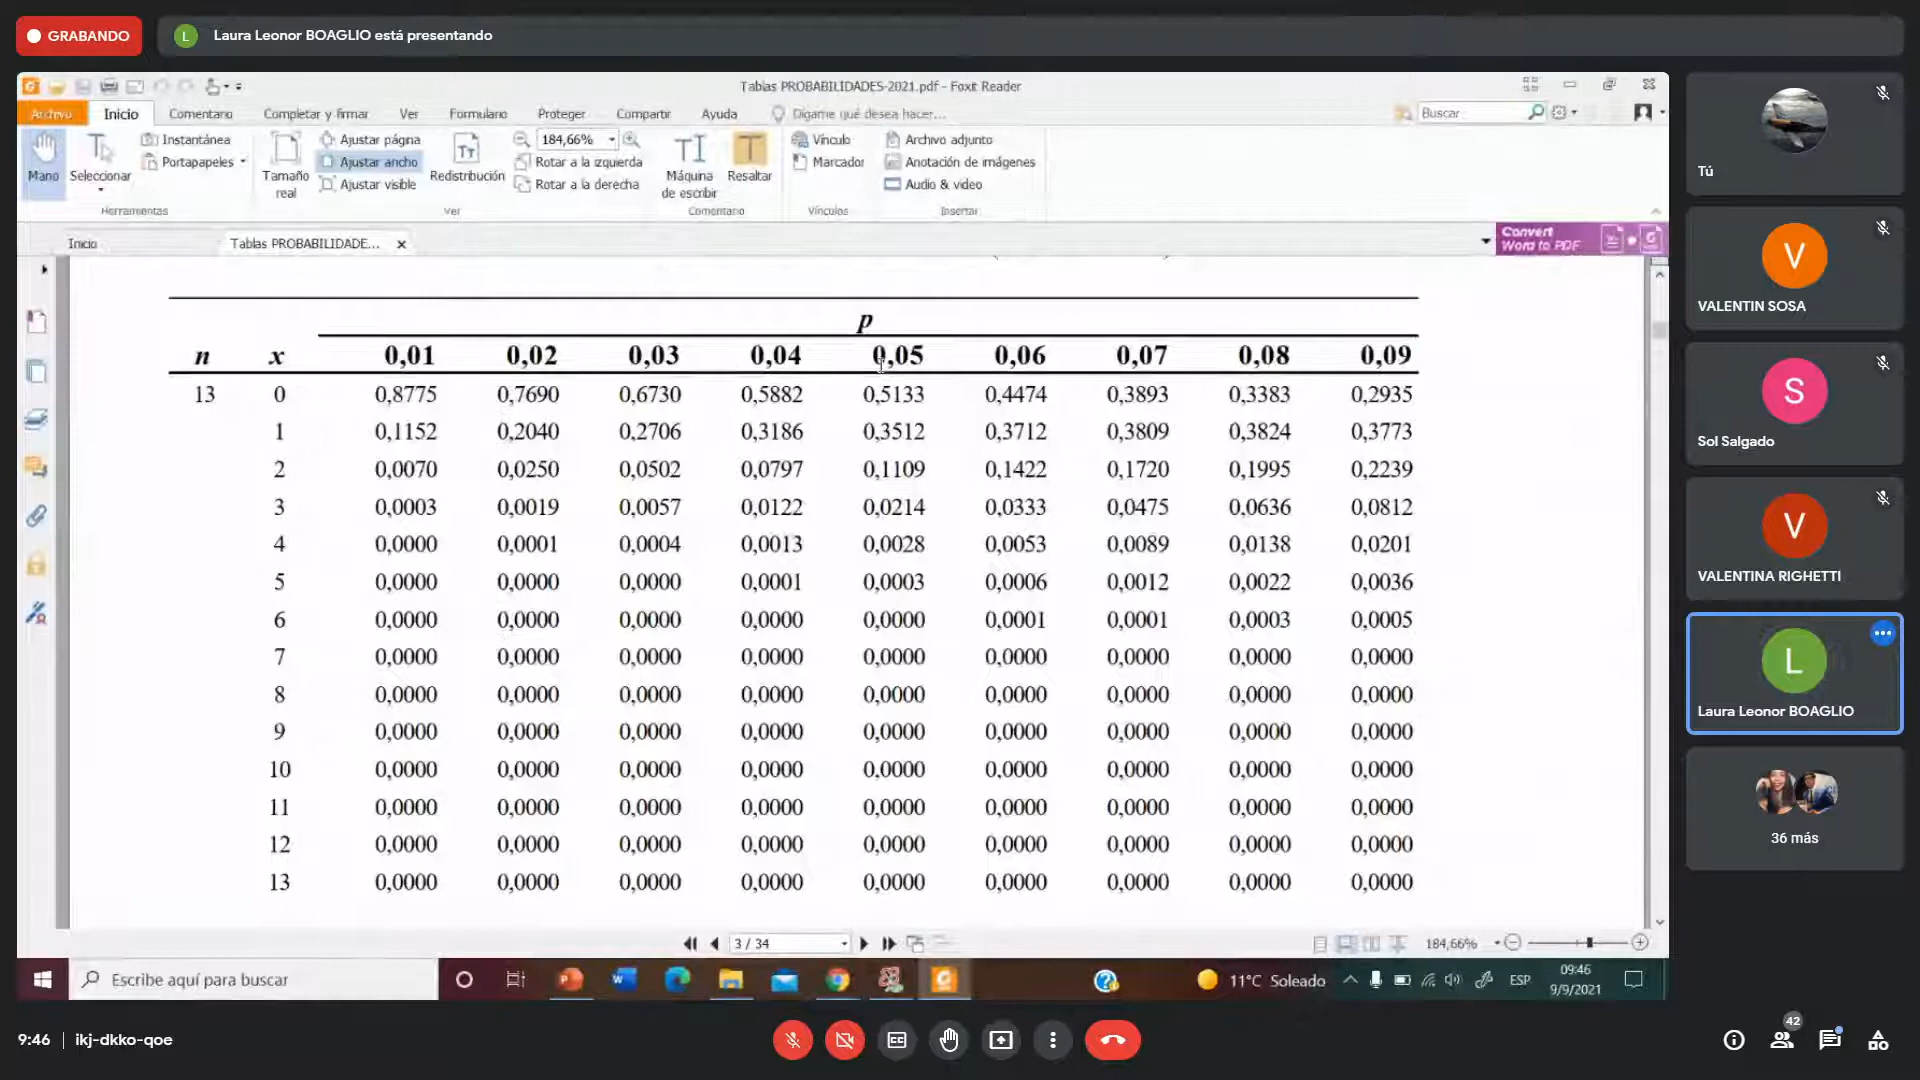 GRABANDO
L Laura Leonor BOAGLIO está presentando
Tablas PROBABILIDADES-2021.pdf - Foxit Reader
Archivo Inicio Comentario Completar y firmar Ver Formulario Proteger Compartir Ayuda Dígame qué desea hacer... Buscar
Mano
Seleccionar
Instantánea
Portapapeles
Herramientas
Tamaño real
Ajustar página
Ajustar ancho
Ajustar visible
Redistribución
184,66%
Rotar a la izquierda
Rotar a la derecha
Ver
Máquina de escribir
Resaltar
Comentario
Vínculo
Marcador
Vínculos
Archivo adjunto
Anotación de imágenes
Audio & video
Insertar
Inicio Tablas PROBABILIDADE...
Convert
Word to PDF
p
n x 0,01 0,02 0,03 0,04 0,05 0,06 0,07 0,08 0,09
13 0 0,8775 0,7690 0,6730 0,5882 0,5133 0,4474 0,3893 0,3383 0,2935
1 0,1152 0,2040 0,2706 0,3186 0,3512 0,3712 0,3809 0,3824 0,3773
2 0,0070 0,0250 0,0502 0,0797 0,1109 0,1422 0,1720 0,1995 0,2239
3 0,0003 0,0019 0,0057 0,0122 0,0214 0,0333 0,0475 0,0636 0,0812
4 0,0000 0,0001 0,0004 0,0013 0,0028 0,0053 0,0089 0,0138 0,0201
5 0,0000 0,0000 0,0000 0,0001 0,0003 0,0006 0,0012 0,0022 0,0036
6 0,0000 0,0000 0,0000 0,0000 0,0000 0,0001 0,0001 0,0003 0,0005
7 0,0000 0,0000 0,0000 0,0000 0,0000 0,0000 0,0000 0,0000 0,0000
8 0,0000 0,0000 0,0000 0,0000 0,0000 0,0000 0,0000 0,0000 0,0000
9 0,0000 0,0000 0,0000 0,0000 0,0000 0,0000 0,0000 0,0000 0,0000
10 0,0000 0,0000 0,0000 0,0000 0,0000 0,0000 0,0000 0,0000 0,0000
11 0,0000 0,0000 0,0000 0,0000 0,0000 0,0000 0,0000 0,0000 0,0000
12 0,0000 0,0000 0,0000 0,0000 0,0000 0,0000 0,0000 0,0000 0,0000
13 0,0000 0,0000 0,0000 0,0000 0,0000 0,0000 0,0000 0,0000 0,0000
3 / 34
184,66%
Escribe aquí para buscar
11°C Soleado
ESP
09:46
9/9/2021
Tú
V
VALENTIN SOSA
S
Sol Salgado
V
VALENTINA RIGHETTI
L
Laura Leonor BOAGLIO
36 más
9:46 | ikj-dkko-qoe
42